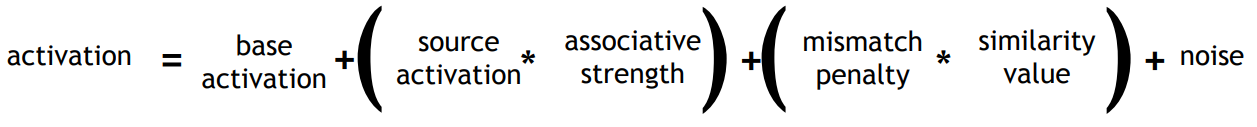 activation = base activation + ( source activation * associative strength ) + ( mismatch penalty * similarity value ) + noise